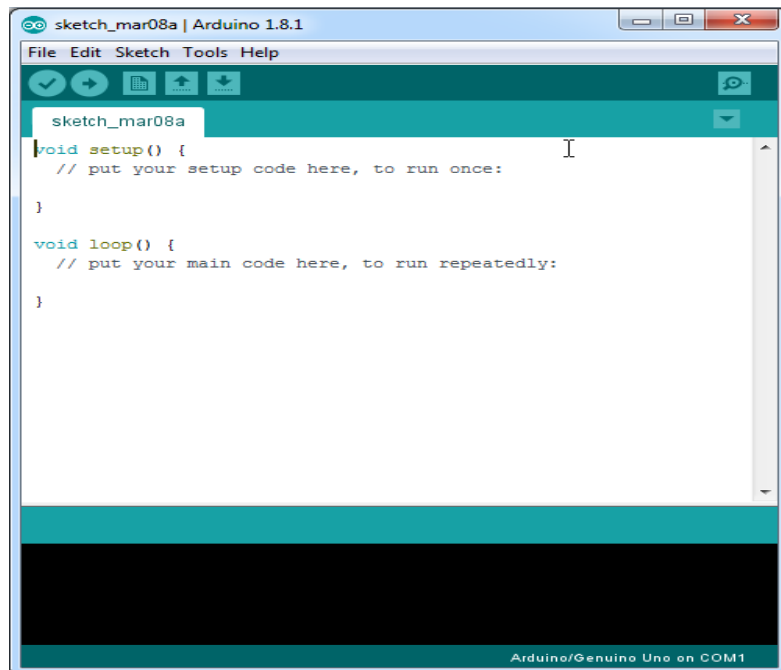 sketch_mar08a | Arduino 1.8.1
File Edit Sketch Tools Help
sketch_mar08a
void setup() {
  // put your setup code here, to run once:
}
void loop() {
  // put your main code here, to run repeatedly:
}
Arduino/Genuino Uno on COM1